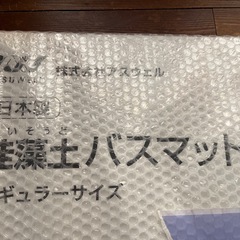 株式会社アスウェル
日本製
いそうど
珪藻土バスマット
ギュラーサイズ